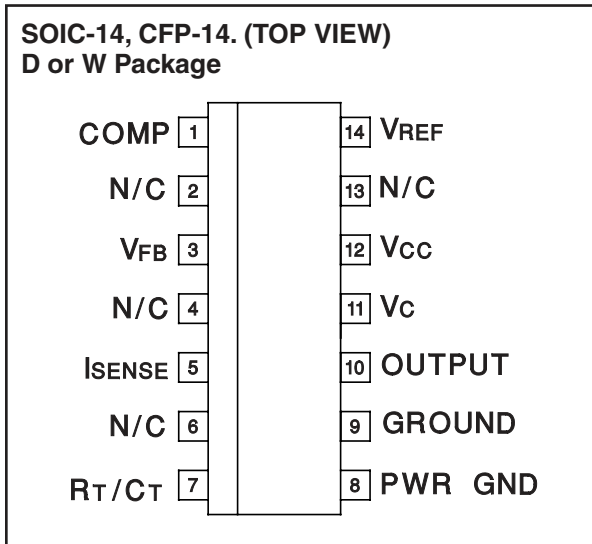 SOIC-14, CFP-14. (TOP VIEW)
D or W Package
COMP 1 14 VREF
N/C 2 13 N/C
VFB 3 12 VCC
N/C 4 11 VC
ISENSE 5 10 OUTPUT
N/C 6 9 GROUND
RT/CT 7 8 PWR GND